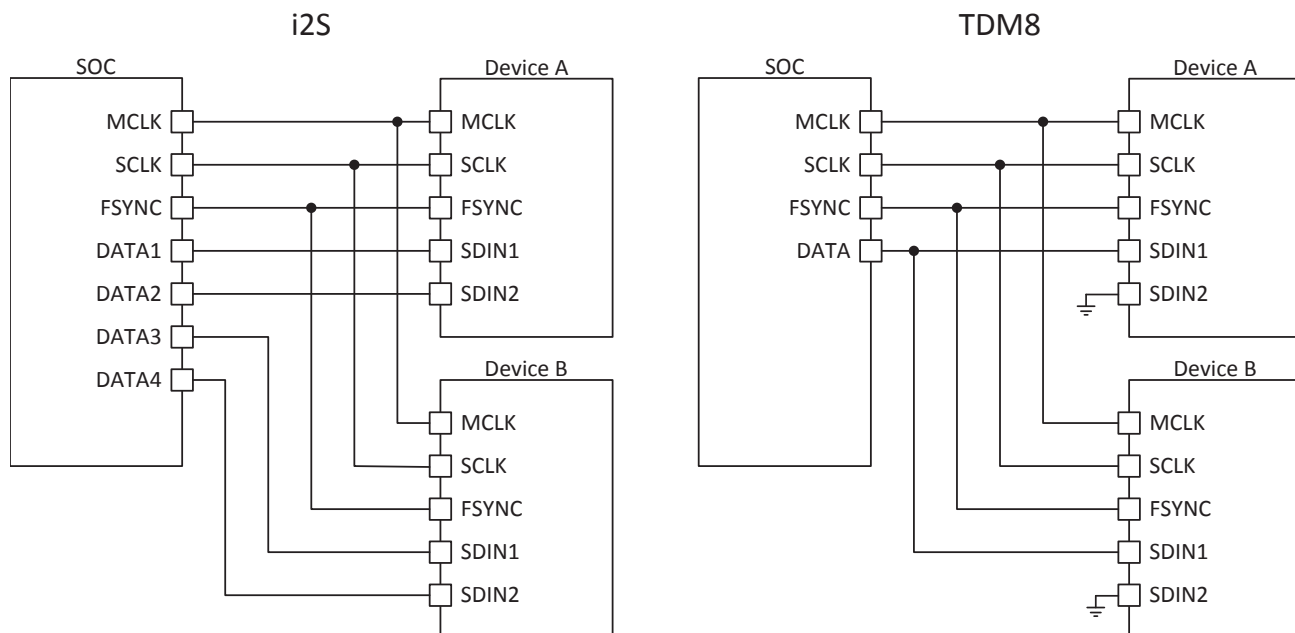 i2S
SOC
MCLK
SCLK
FSYNC
DATA1
DATA2
DATA3
DATA4
Device A
MCLK
SCLK
FSYNC
SDIN1
SDIN2
Device B
MCLK
SCLK
FSYNC
SDIN1
SDIN2
TDM8
SOC
MCLK
SCLK
FSYNC
DATA
Device A
MCLK
SCLK
FSYNC
SDIN1
SDIN2
Device B
MCLK
SCLK
FSYNC
SDIN1
SDIN2